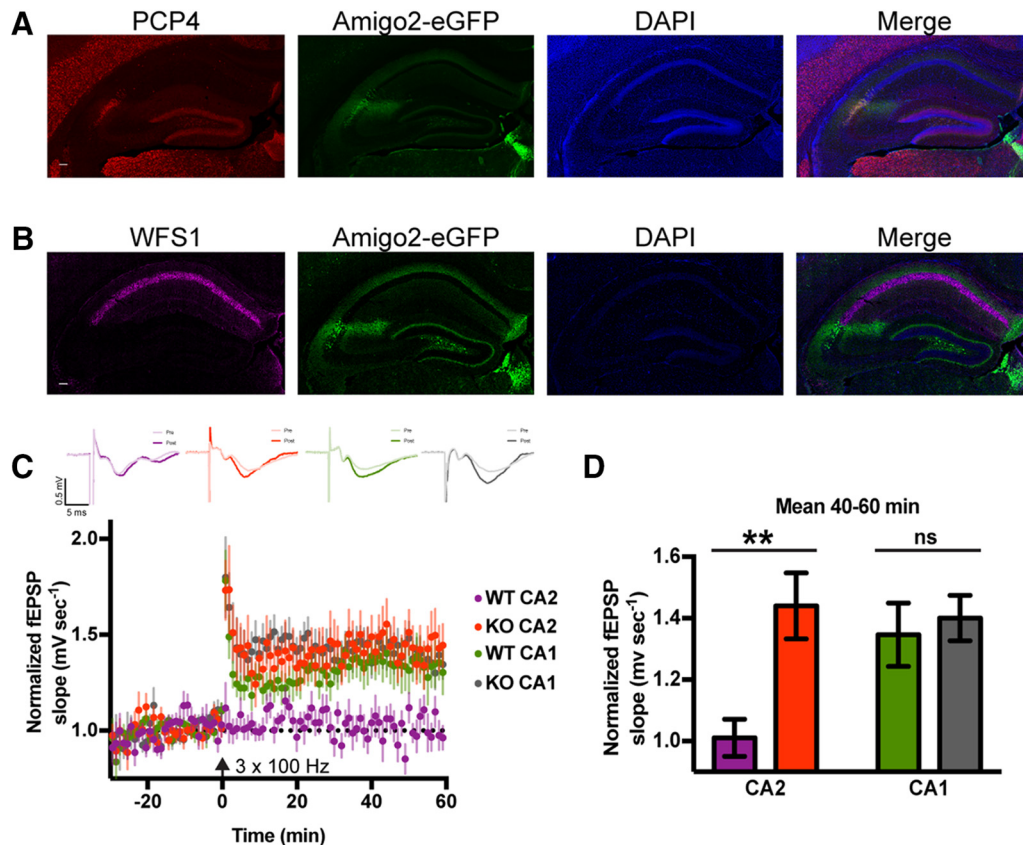 A
PCP4 Amigo2-eGFP DAPI Merge
B
WFS1 Amigo2-eGFP DAPI Merge
C
Pre
Post
Pre
Post
Pre
Post
Pre
Post
0.5 mV
5 ms
Normalized fEPSP
slope (mV sec-1)
2.0
1.5
1.0
-20 0 20 40 60
3 x 100 Hz
Time (min)
WT CA2
KO CA2
WT CA1
KO CA1
D
Mean 40-60 min
Normalized fEPSP
slope (mv sec-1)
1.6
1.4
1.2
1.0
** ns
CA2 CA1